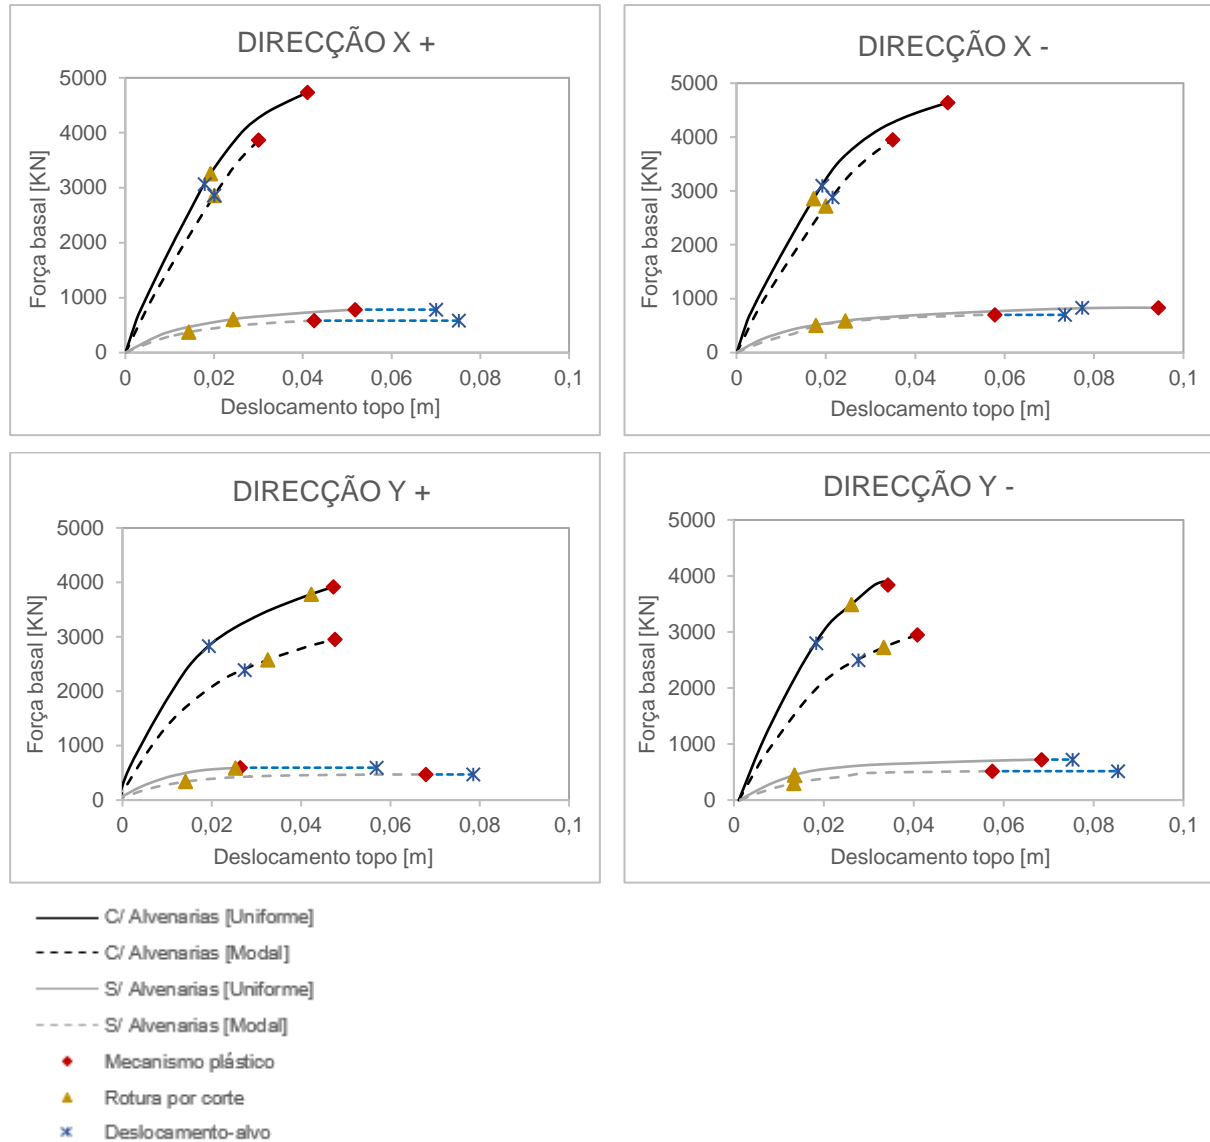 DIRECÇÃO X +
Força basal [KN]
5000
4000
3000
2000
1000
0
0 0,02 0,04 0,06 0,08 0,1
Deslocamento topo [m]
DIRECÇÃO X -
Força basal [KN]
5000
4000
3000
2000
1000
0
0 0,02 0,04 0,06 0,08 0,1
Deslocamento topo [m]
DIRECÇÃO Y +
Força basal [KN]
5000
4000
3000
2000
1000
0
0 0,02 0,04 0,06 0,08 0,1
Deslocamento topo [m]
DIRECÇÃO Y -
Força basal [KN]
5000
4000
3000
2000
1000
0
0 0,02 0,04 0,06 0,08 0,1
Deslocamento topo [m]
C/ Alvenarias [Uniforme]
C/ Alvenarias [Modal]
S/ Alvenarias [Uniforme]
S/ Alvenarias [Modal]
Mecanismo plástico
Rotura por corte
Deslocamento-alvo